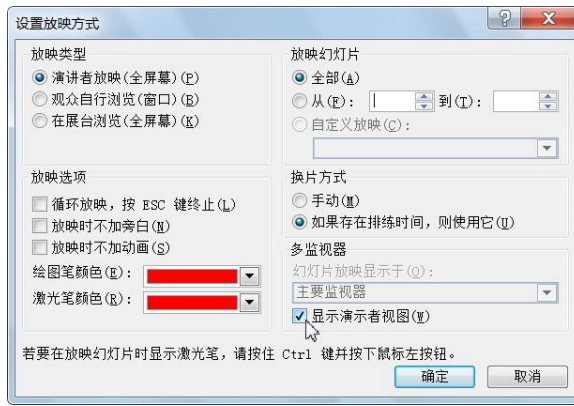 设置放映方式
放映类型
演讲者放映(全屏幕)(P)
观众自行浏览(窗口)(B)
在展台浏览(全屏幕)(K)
放映幻灯片
全部(A)
从(F): 到(T):
自定义放映(C):
放映选项
循环放映，按 ESC 键终止(L)
放映时不加旁白(N)
放映时不加动画(S)
绘图笔颜色(E):
激光笔颜色(R):
换片方式
手动(M)
如果存在排练时间，则使用它(U)
多监视器
幻灯片放映显示于(O):
主要监视器
显示演示者视图(W)
若要在放映幻灯片时显示激光笔，请按住 Ctrl 键并按下鼠标左按钮。
确定 取消